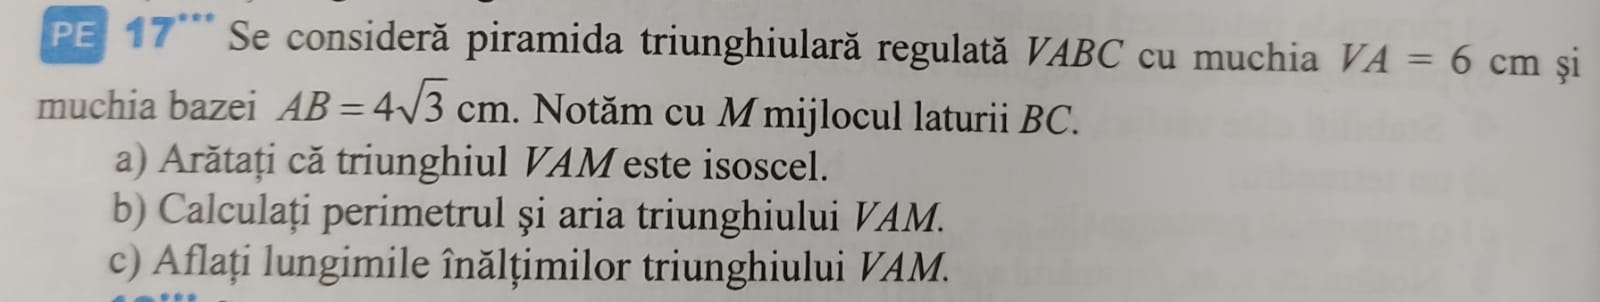 PE 17*** Se consideră piramida triunghiulară regulată VABC cu muchia VA = 6 cm şi
muchia bazei AB = 4√3 cm. Notăm cu M mijlocul laturii BC.
a) Arătaţi că triunghiul VAM este isoscel.
b) Calculaţi perimetrul şi aria triunghiului VAM.
c) Aflaţi lungimile înălţimilor triunghiului VAM.